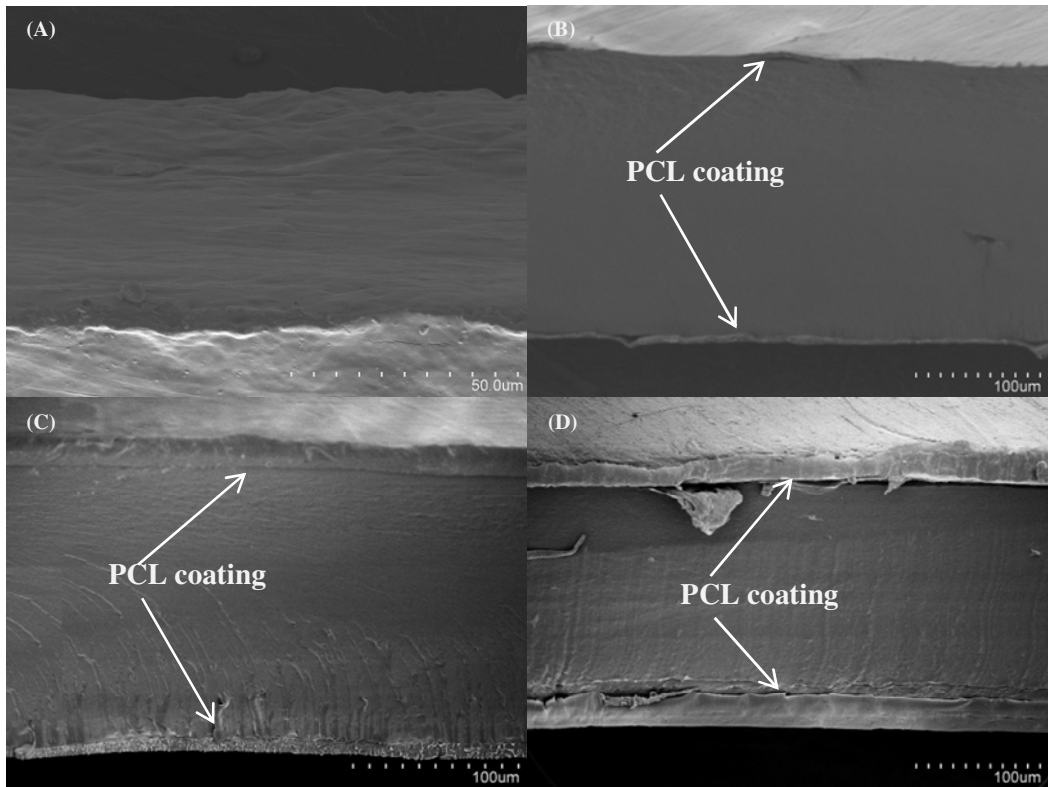 (A)
50.0um
(B)
PCL coating
100um
(C)
PCL coating
100um
(D)
PCL coating
100um